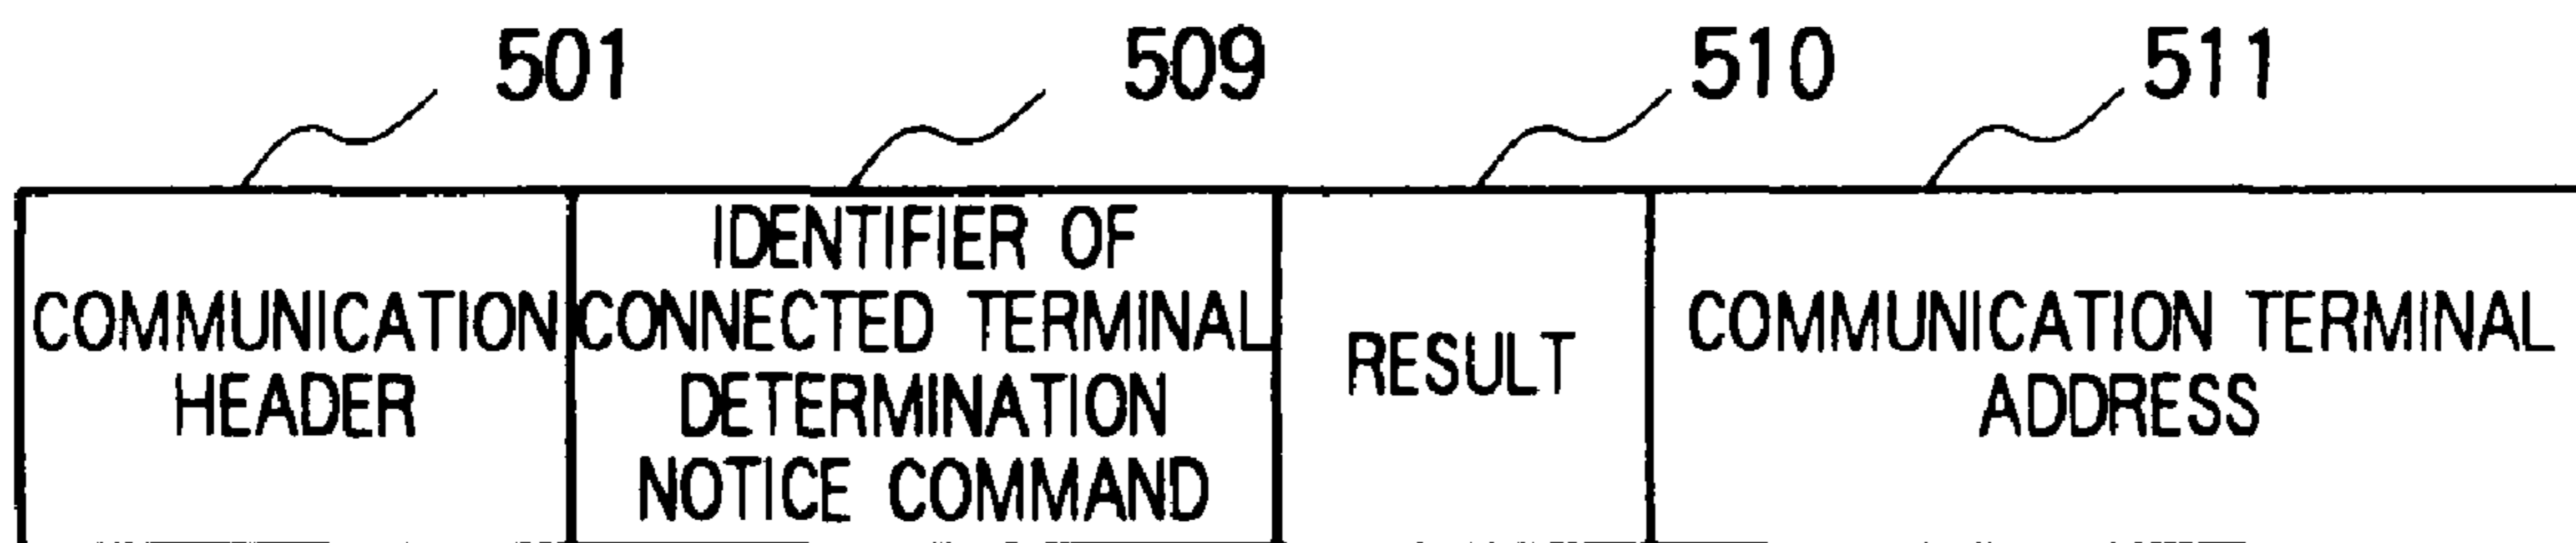 501
509
510
511
COMMUNICATION
HEADER
IDENTIFIER OF
CONNECTED TERMINAL
DETERMINATION
NOTICE COMMAND
RESULT
COMMUNICATION TERMINAL
ADDRESS